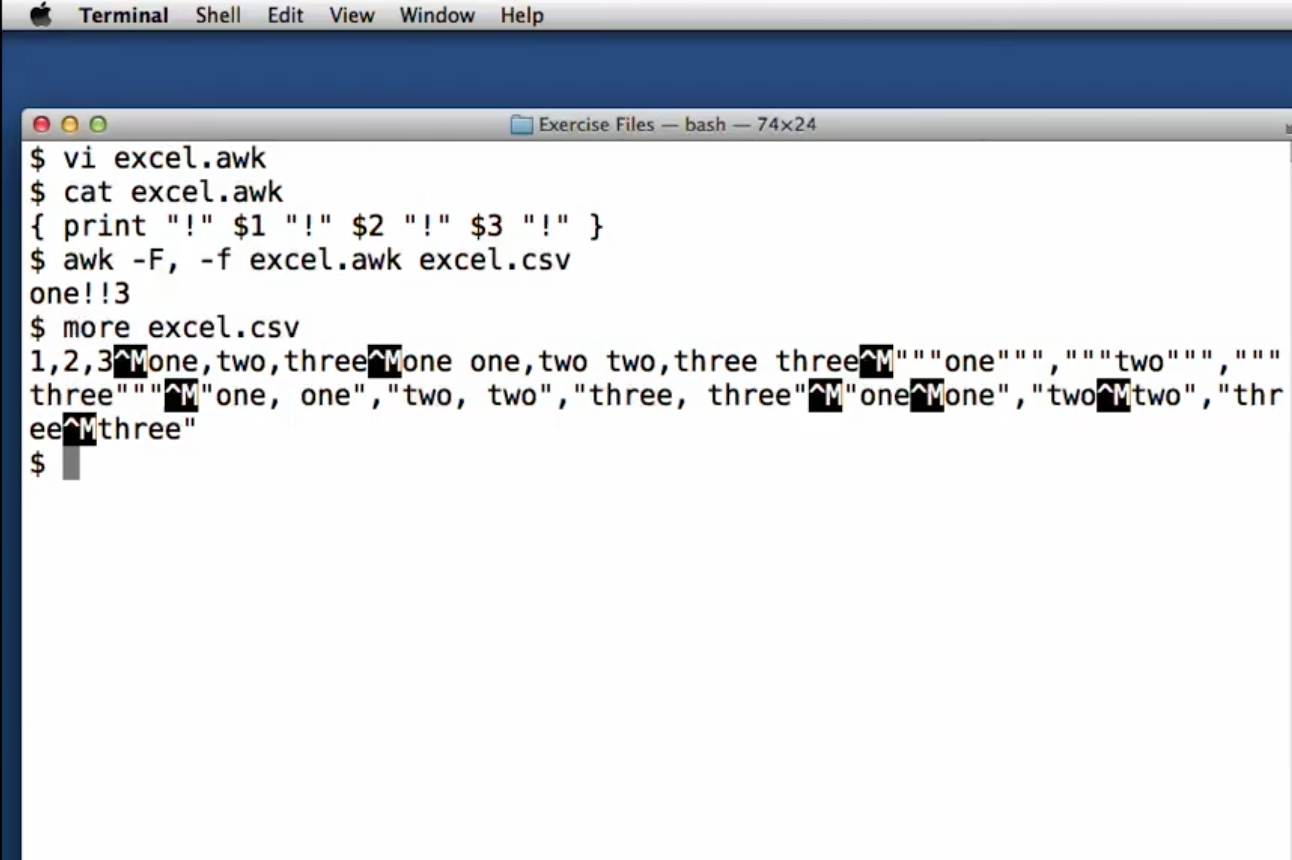 Terminal Shell Edit View Window Help
Exercise Files — bash — 74×24
$ vi excel.awk
$ cat excel.awk
{ print "!" $1 "!" $2 "!" $3 "!" }
$ awk -F, -f excel.awk excel.csv
one!!3
$ more excel.csv
1,2,3^Mone,two,three^Mone one,two two,three three^M"""one""","""two""","""
three"""^M"one, one","two, two","three, three"^M"one^Mone","two^Mtwo","thr
ee^Mthree"
$